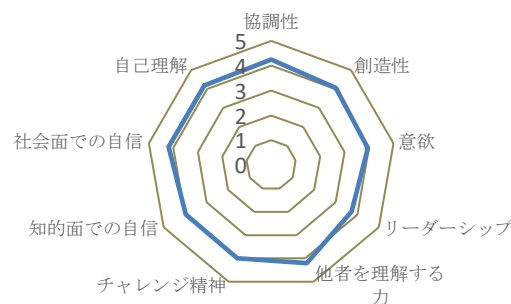 協調性
創造性
意欲
リーダーシップ
他者を理解する
力
チャレンジ精神
知的面での自信
社会面での自信
自己理解
5
4
3
2
1
0